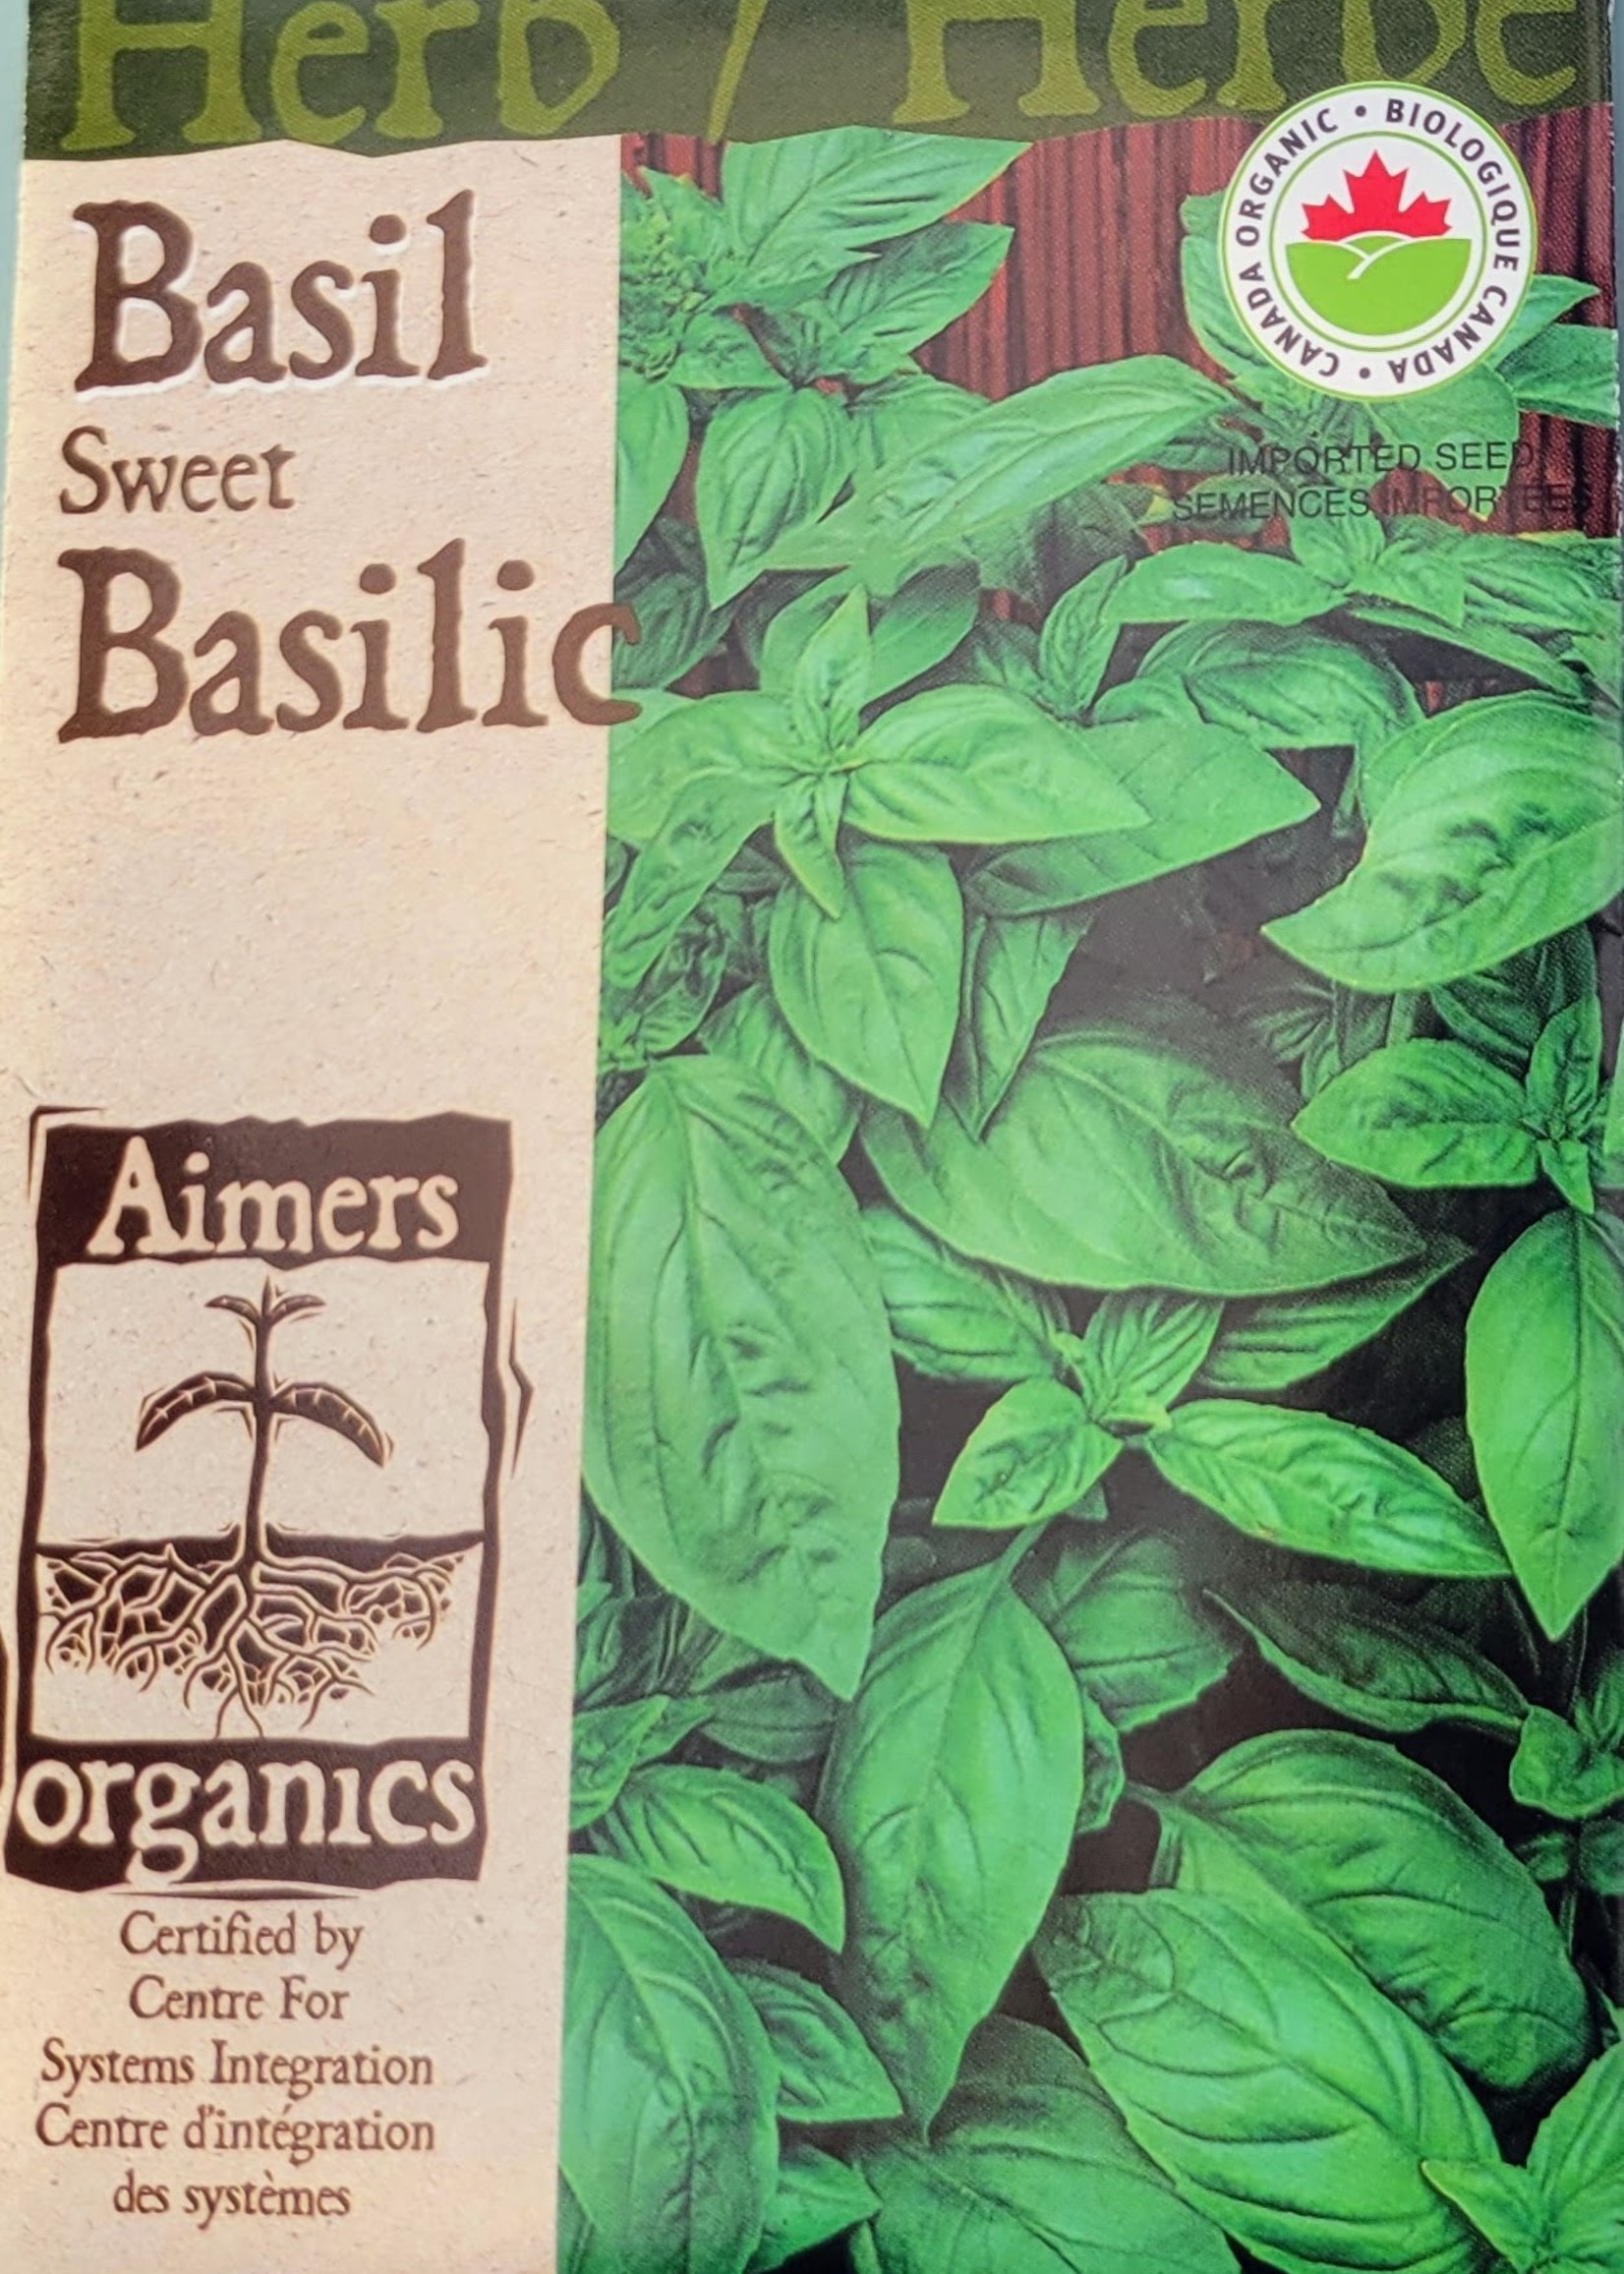 Herb / Herbe
CANADA ORGANIC • BIOLOGIQUE CANADA •
Basil
Sweet
Basilic
IMPORTED SEED
SEMENCES IMPORTÉES
Aimers
organics
Certified by
Centre For
Systems Integration
Centre d'intégration
des systèmes